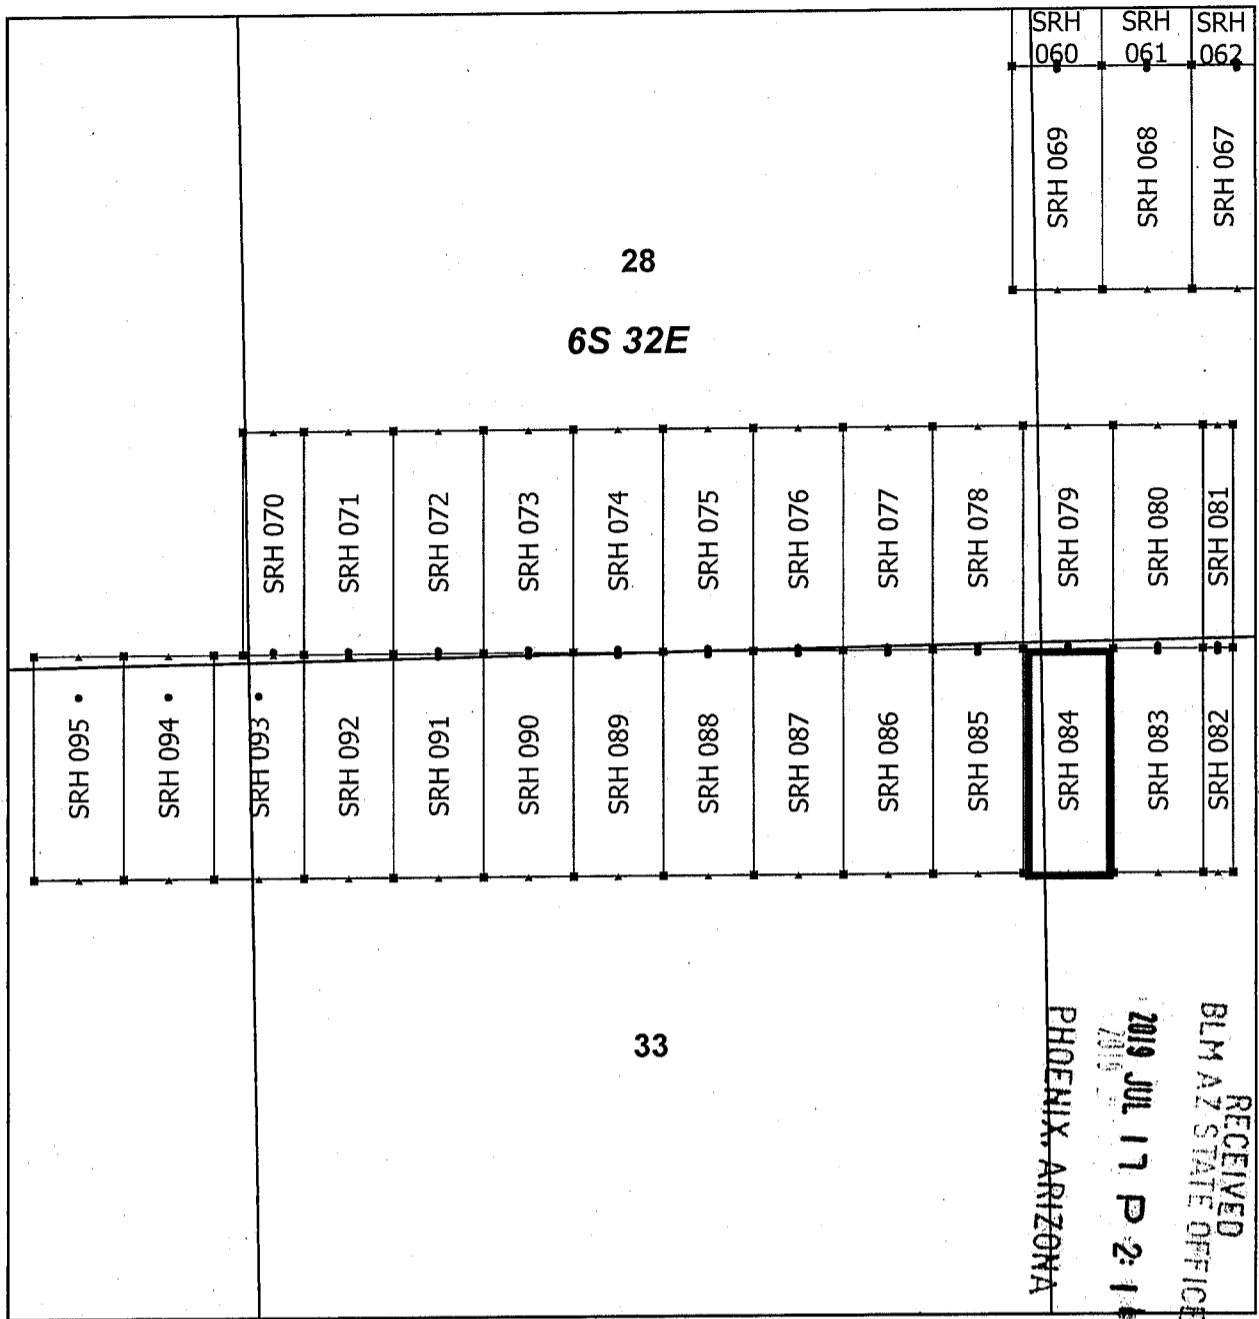 SRH
060
SRH
061
SRH
062
SRH 069
SRH 068
SRH 067
28
6S 32E
SRH 070
SRH 071
SRH 072
SRH 073
SRH 074
SRH 075
SRH 076
SRH 077
SRH 078
SRH 079
SRH 080
SRH 081
SRH 095
SRH 094
SRH 093
SRH 092
SRH 091
SRH 090
SRH 089
SRH 088
SRH 087
SRH 086
SRH 085
SRH 084
SRH 083
SRH 082
33
RECEIVED
BLM AZ STATE OFFICE
2019 JUL 17 P 2:1
PHOENIX, ARIZONA